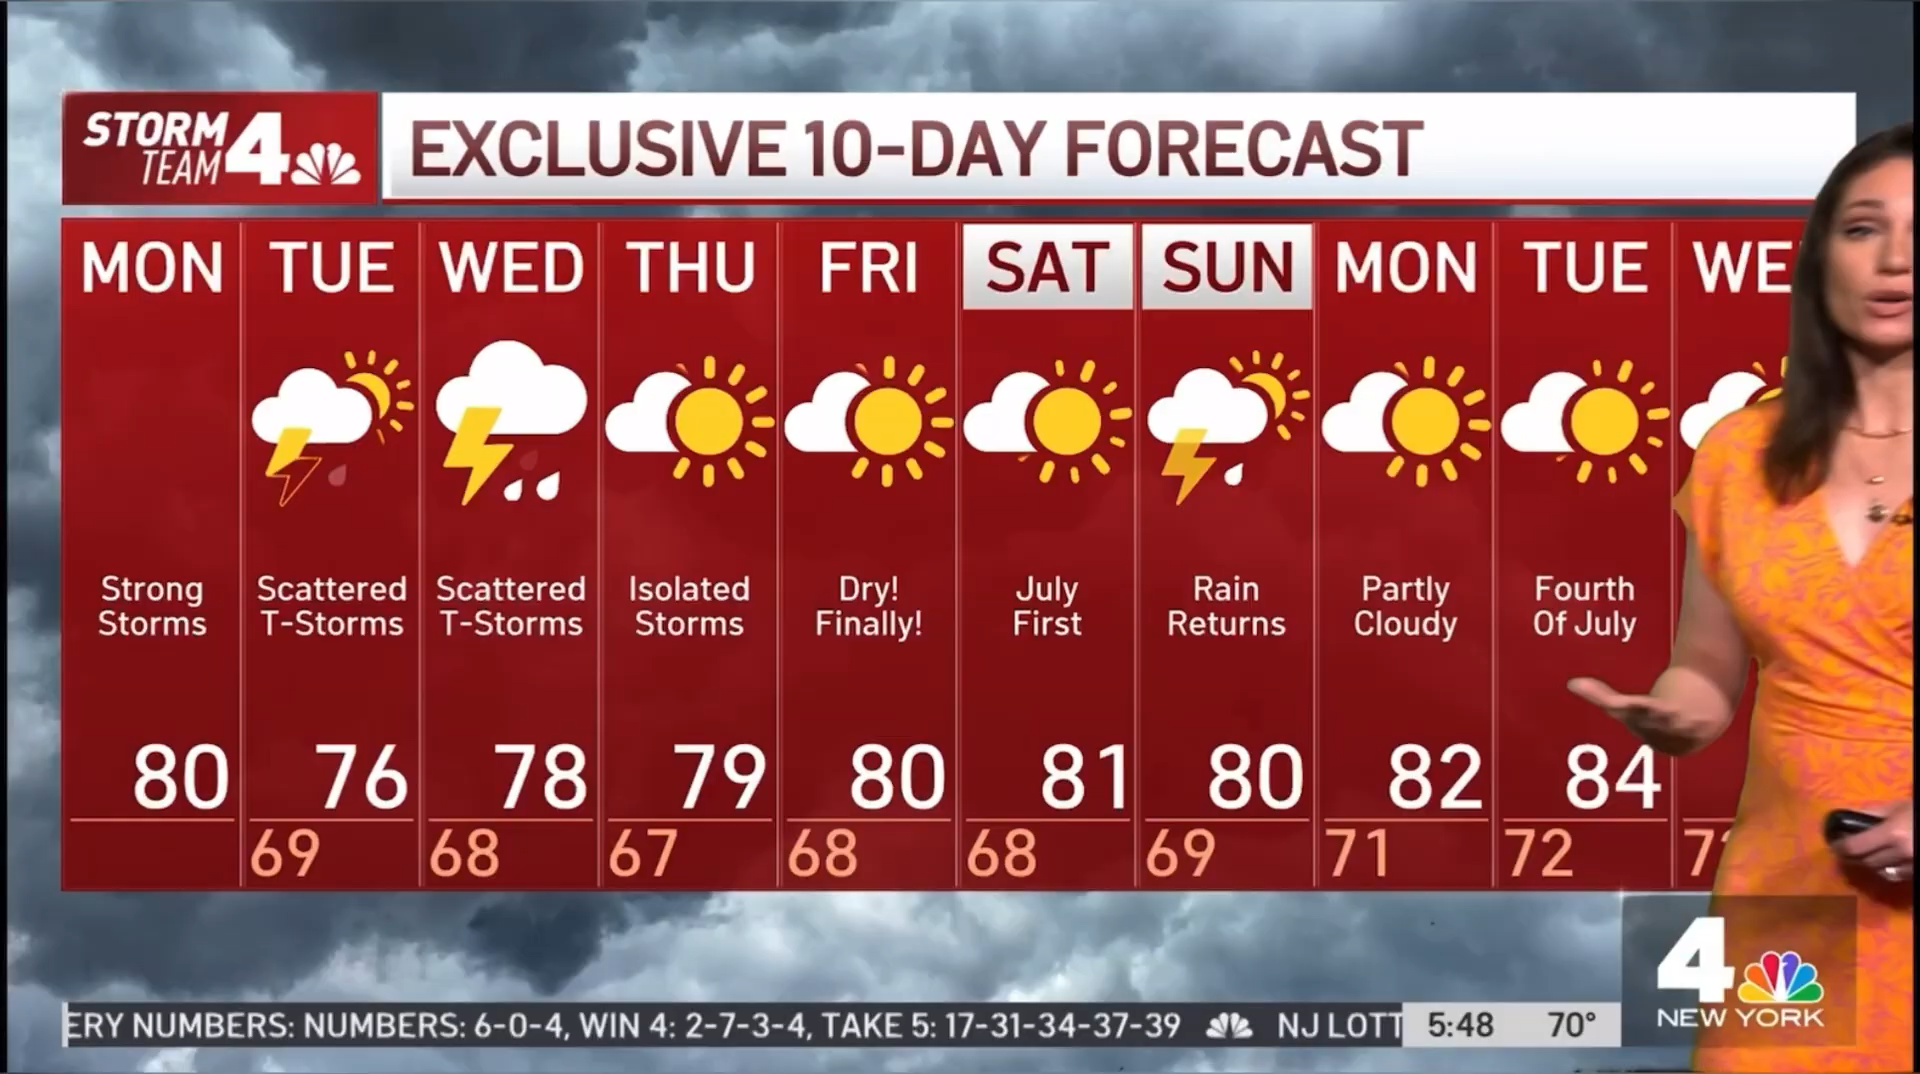 STORM
TEAM 4
EXCLUSIVE 10-DAY FORECAST
MON TUE WED THU FRI SAT SUN MON TUE
Strong Storms
Scattered T-Storms
Scattered T-Storms
Isolated Storms
Dry! Finally!
July First
Rain Returns
Partly Cloudy
Fourth Of July
80 76 78 79 80 81 80 82 84
69 68 67 68 68 69 71 72
4
NEW YORK
ERY NUMBERS: NUMBERS: 6-0-4, WIN 4: 2-7-3-4, TAKE 5: 17-31-34-37-39 NJ LOTT 5:48 70°